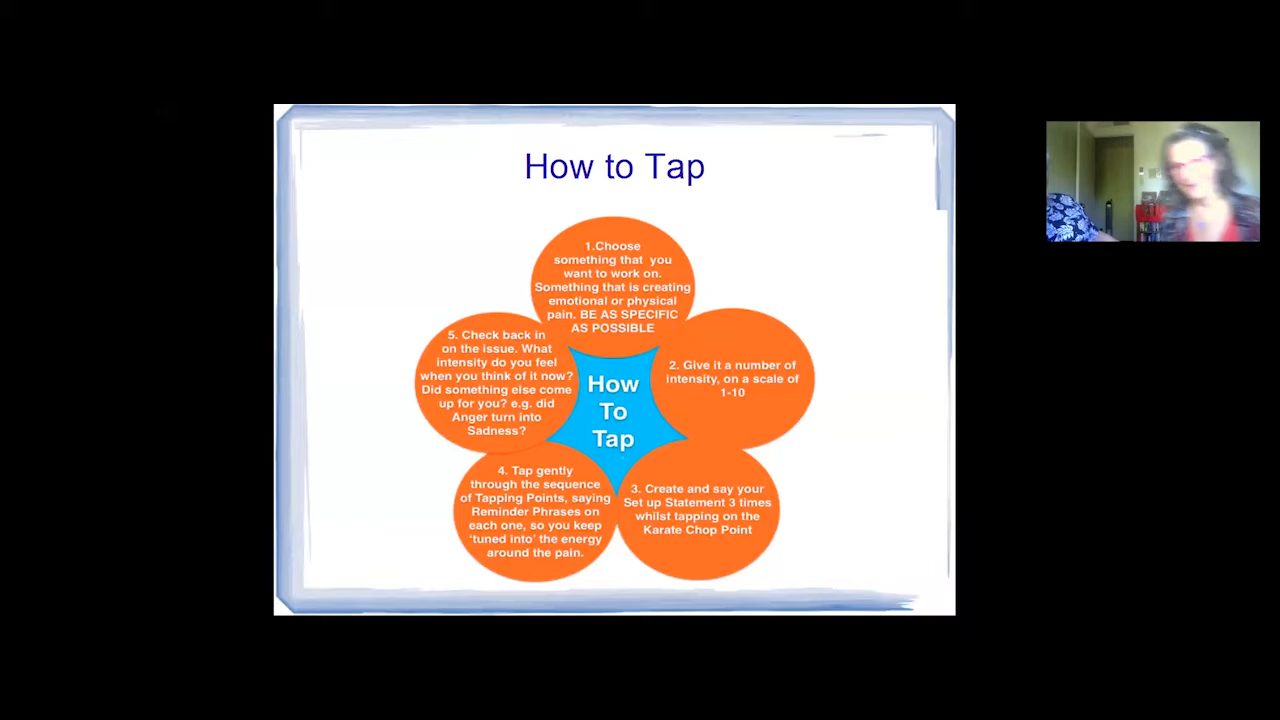 How to Tap
1.Choose
something that you
want to work on.
Something that is creating
emotional or physical
pain. BE AS SPECIFIC
AS POSSIBLE
2. Give it a number of
intensity, on a scale of
1-10
3. Create and say your
Set up Statement 3 times
whilst tapping on the
Karate Chop Point
4. Tap gently
through the sequence
of Tapping Points, saying
Reminder Phrases on
each one, so you keep
‘tuned into’ the energy
around the pain.
5. Check back in
on the issue. What
intensity do you feel
when you think of it now?
Did something else come
up for you? e.g. did
Anger turn into
Sadness?
How
To
Tap